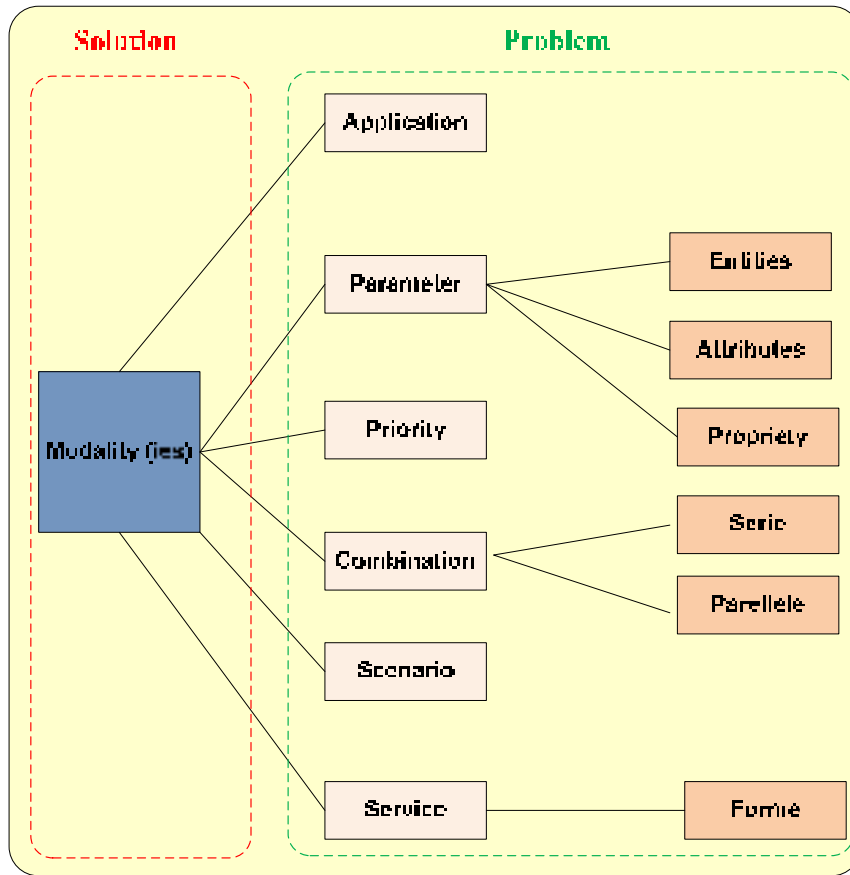 Solution
Problem
Application
Parameter
Entities
Attributes
Propriety
Modality (ies)
Priority
Combination
Serie
Parellele
Scenario
Service
Forme